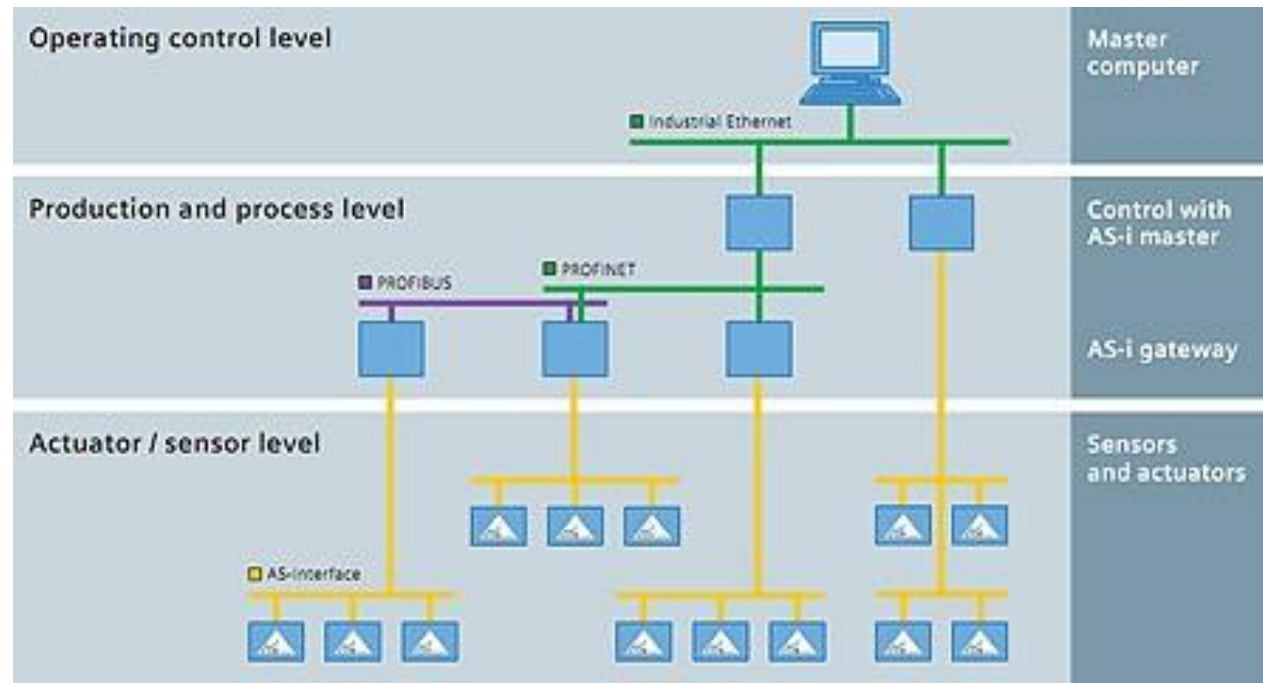 Operating control level
Master
computer
Industrial Ethernet
Production and process level
Control with
AS-i master
PROFINET
PROFIBUS
AS-i gateway
Actuator / sensor level
Sensors
and actuators
AS-Interface